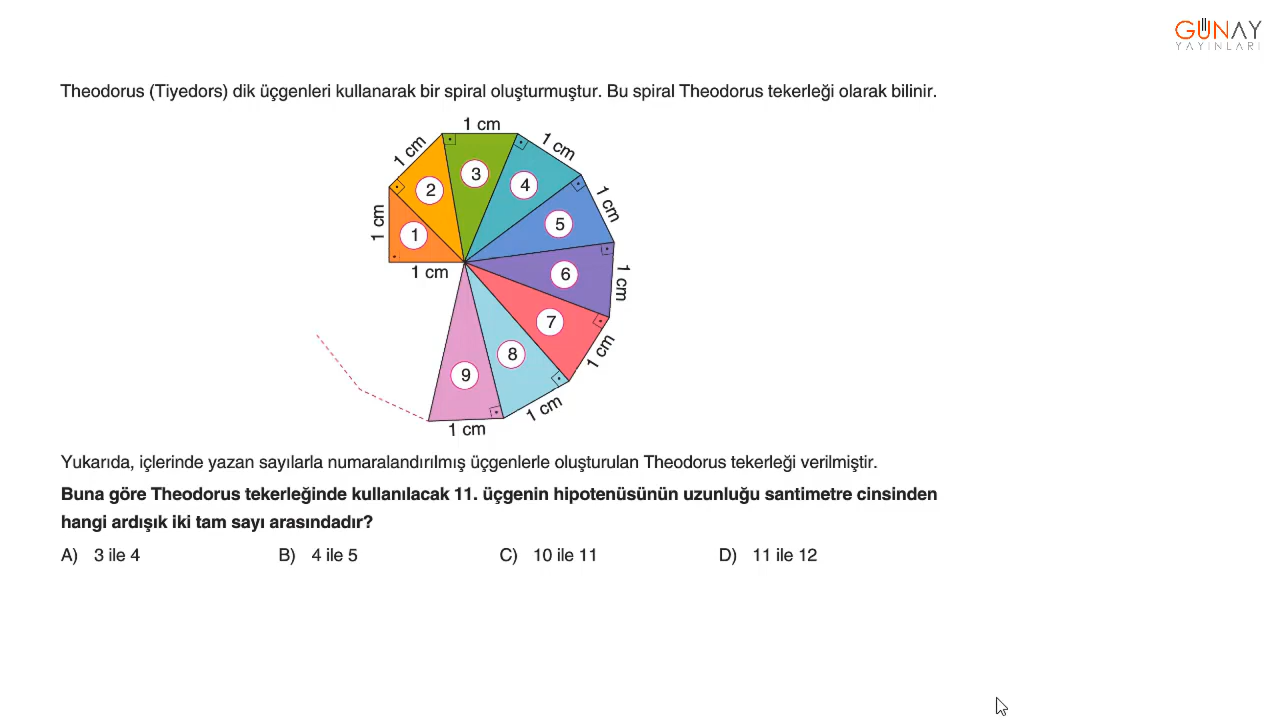 GÜNAY
YAYINLARI
Theodorus (Tiyedors) dik üçgenleri kullanarak bir spiral oluşturmuştur. Bu spiral Theodorus tekerleği olarak bilinir.
1 cm
1 cm
1 cm
3
4
2
1 cm
1 cm
5
1
1 cm
6
1 cm
7
1 cm
8
9
1 cm
1 cm
Yukarıda, içlerinde yazan sayılarla numaralandırılmış üçgenlerle oluşturulan Theodorus tekerleği verilmiştir.
Buna göre Theodorus tekerleğinde kullanılacak 11. üçgenin hipotenüsünün uzunluğu santimetre cinsinden
hangi ardışık iki tam sayı arasındadır?
A) 3 ile 4 B) 4 ile 5 C) 10 ile 11 D) 11 ile 12